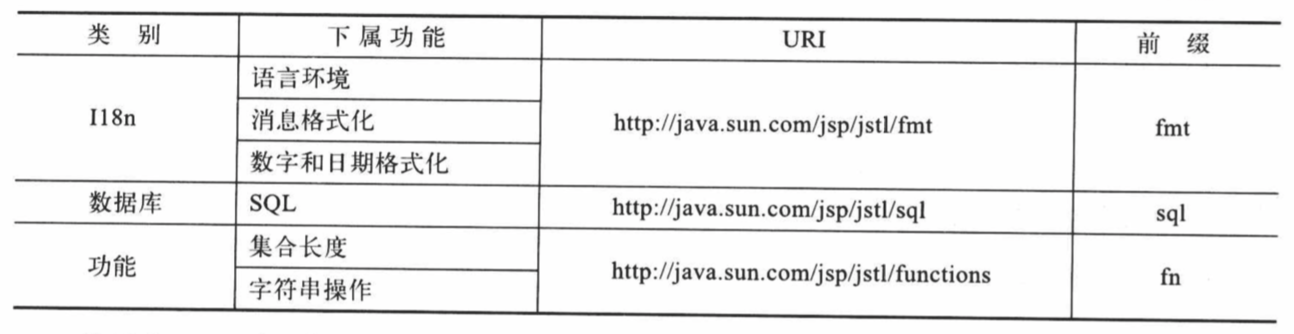 类 别 下属功能 URI 前 缀
语言环境
I18n 消息格式化 http://java.sun.com/jsp/jstl/fmt fmt
数字和日期格式化
数据库 SQL http://java.sun.com/jsp/jstl/sql sql
集合长度
功能 http://java.sun.com/jsp/jstl/functions fn
字符串操作